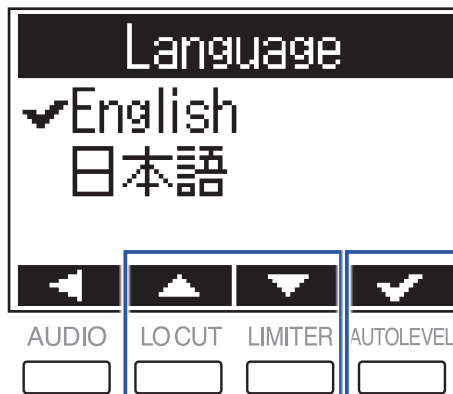 Language
✔English
日本語
AUDIO LO CUT LIMITER AUTOLEVEL